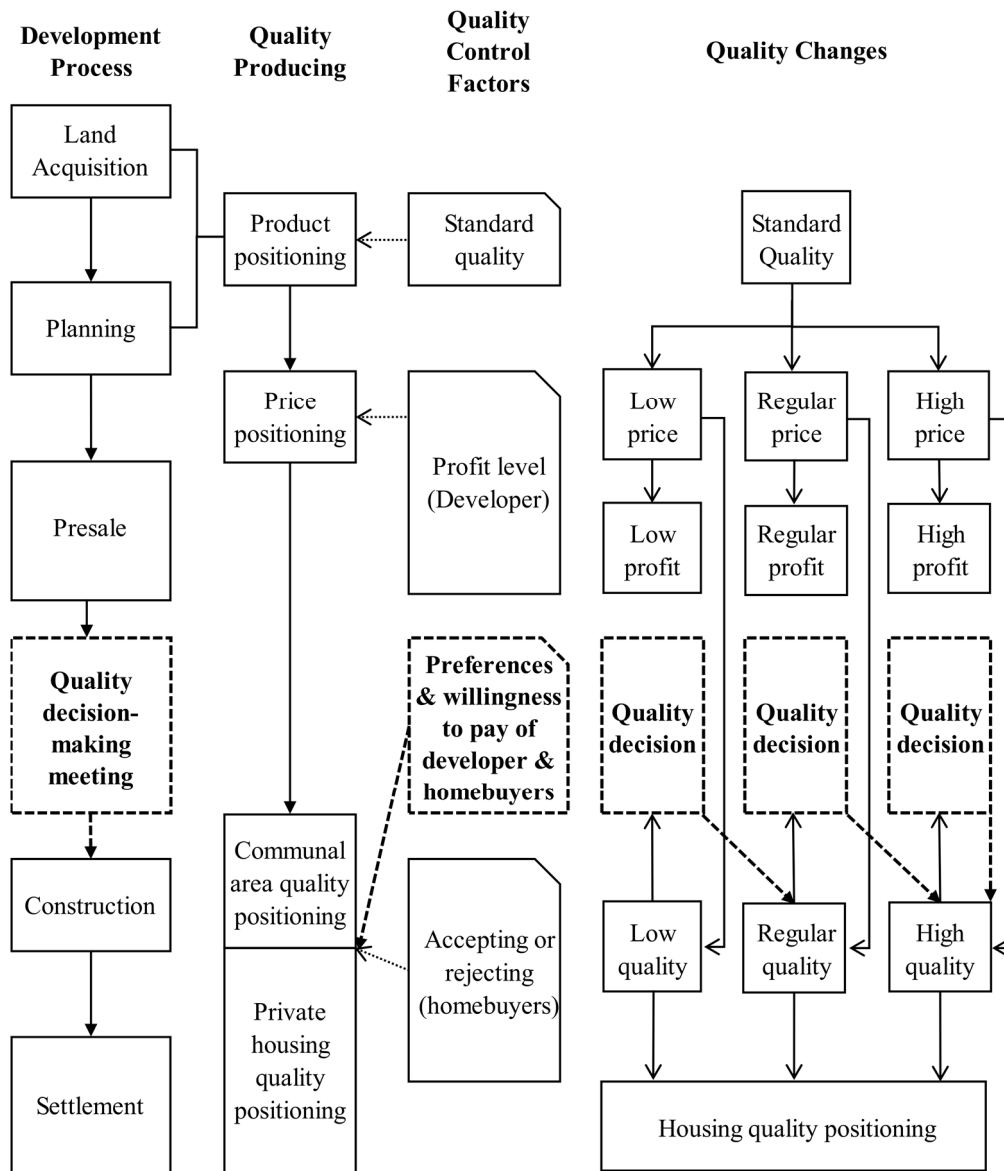 Development
Process
Quality
Producing
Quality
Control
Factors
Quality Changes
Land
Acquisition
Planning
Presale
Quality
decision-
making
meeting
Construction
Settlement
Product
positioning
Price
positioning
Communal
area quality
positioning
Private
housing
quality
positioning
Standard
quality
Profit level
(Developer)
Preferences
& willingness
to pay of
developer &
homebuyers
Accepting or
rejecting
(homebuyers)
Standard
Quality
Low
price
Regular
price
High
price
Low
profit
Regular
profit
High
profit
Quality
decision
Quality
decision
Quality
decision
Low
quality
Regular
quality
High
quality
Housing quality positioning